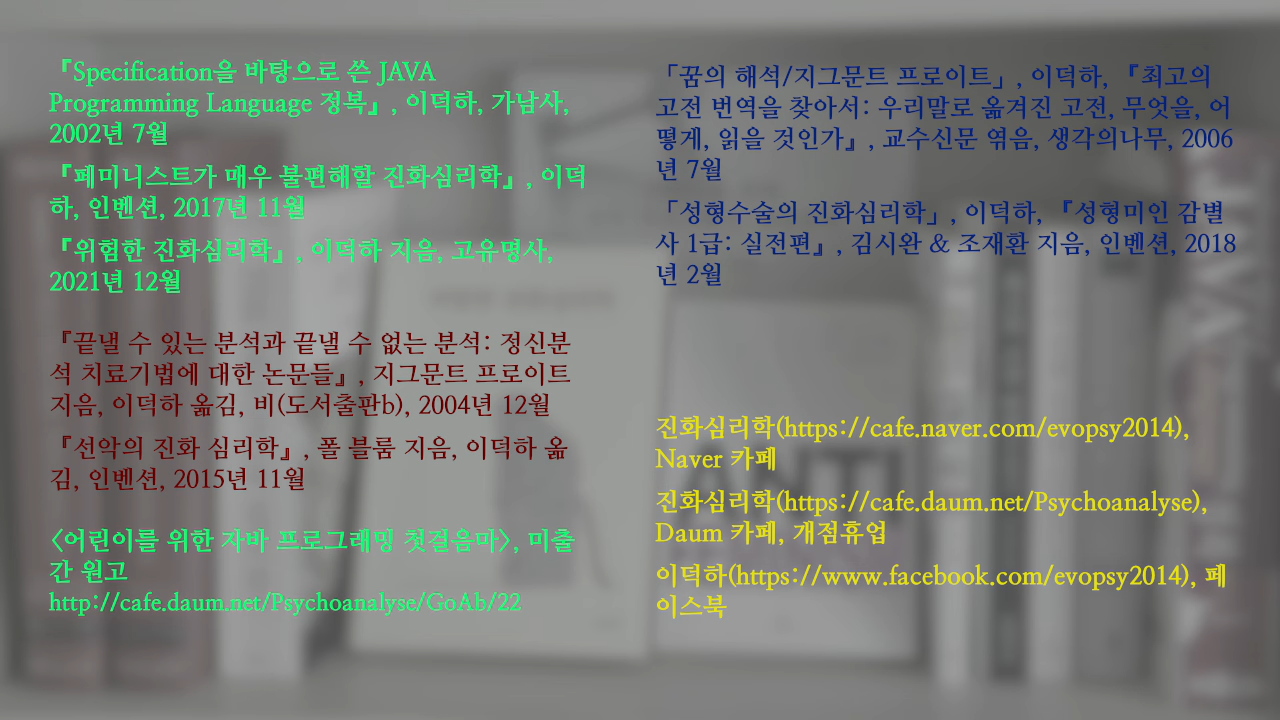 『Specification을 바탕으로 쓴 JAVA
Programming Language 정복』, 이덕하, 가남사,
2002년 7월
『페미니스트가 매우 불편해할 진화심리학』, 이덕
하, 인벤션, 2017년 11월
『위험한 진화심리학』, 이덕하 지음, 고유명사,
2021년 12월
『끝낼 수 있는 분석과 끝낼 수 없는 분석: 정신분
석 치료기법에 대한 논문들』, 지그문트 프로이트
지음, 이덕하 옮김, 비(도서출판b), 2004년 12월
『선악의 진화 심리학』, 폴 블룸 지음, 이덕하 옮
김, 인벤션, 2015년 11월
<어린이를 위한 자바 프로그래밍 첫걸음마>, 미출
간 원고
http://cafe.daum.net/Psychoanalyse/GoAb/22
「꿈의 해석/지그문트 프로이트」, 이덕하, 『최고의
고전 번역을 찾아서: 우리말로 옮겨진 고전, 무엇을, 어
떻게, 읽을 것인가』, 교수신문 엮음, 생각의나무, 2006
년 7월
「성형수술의 진화심리학」, 이덕하, 『성형미인 감별
사 1급: 실전편』, 김시완 & 조재환 지음, 인벤션, 2018
년 2월
진화심리학(https://cafe.naver.com/evopsy2014),
Naver 카페
진화심리학(https://cafe.daum.net/Psychoanalyse),
Daum 카페, 개점휴업
이덕하(https://www.facebook.com/evopsy2014), 페
이스북